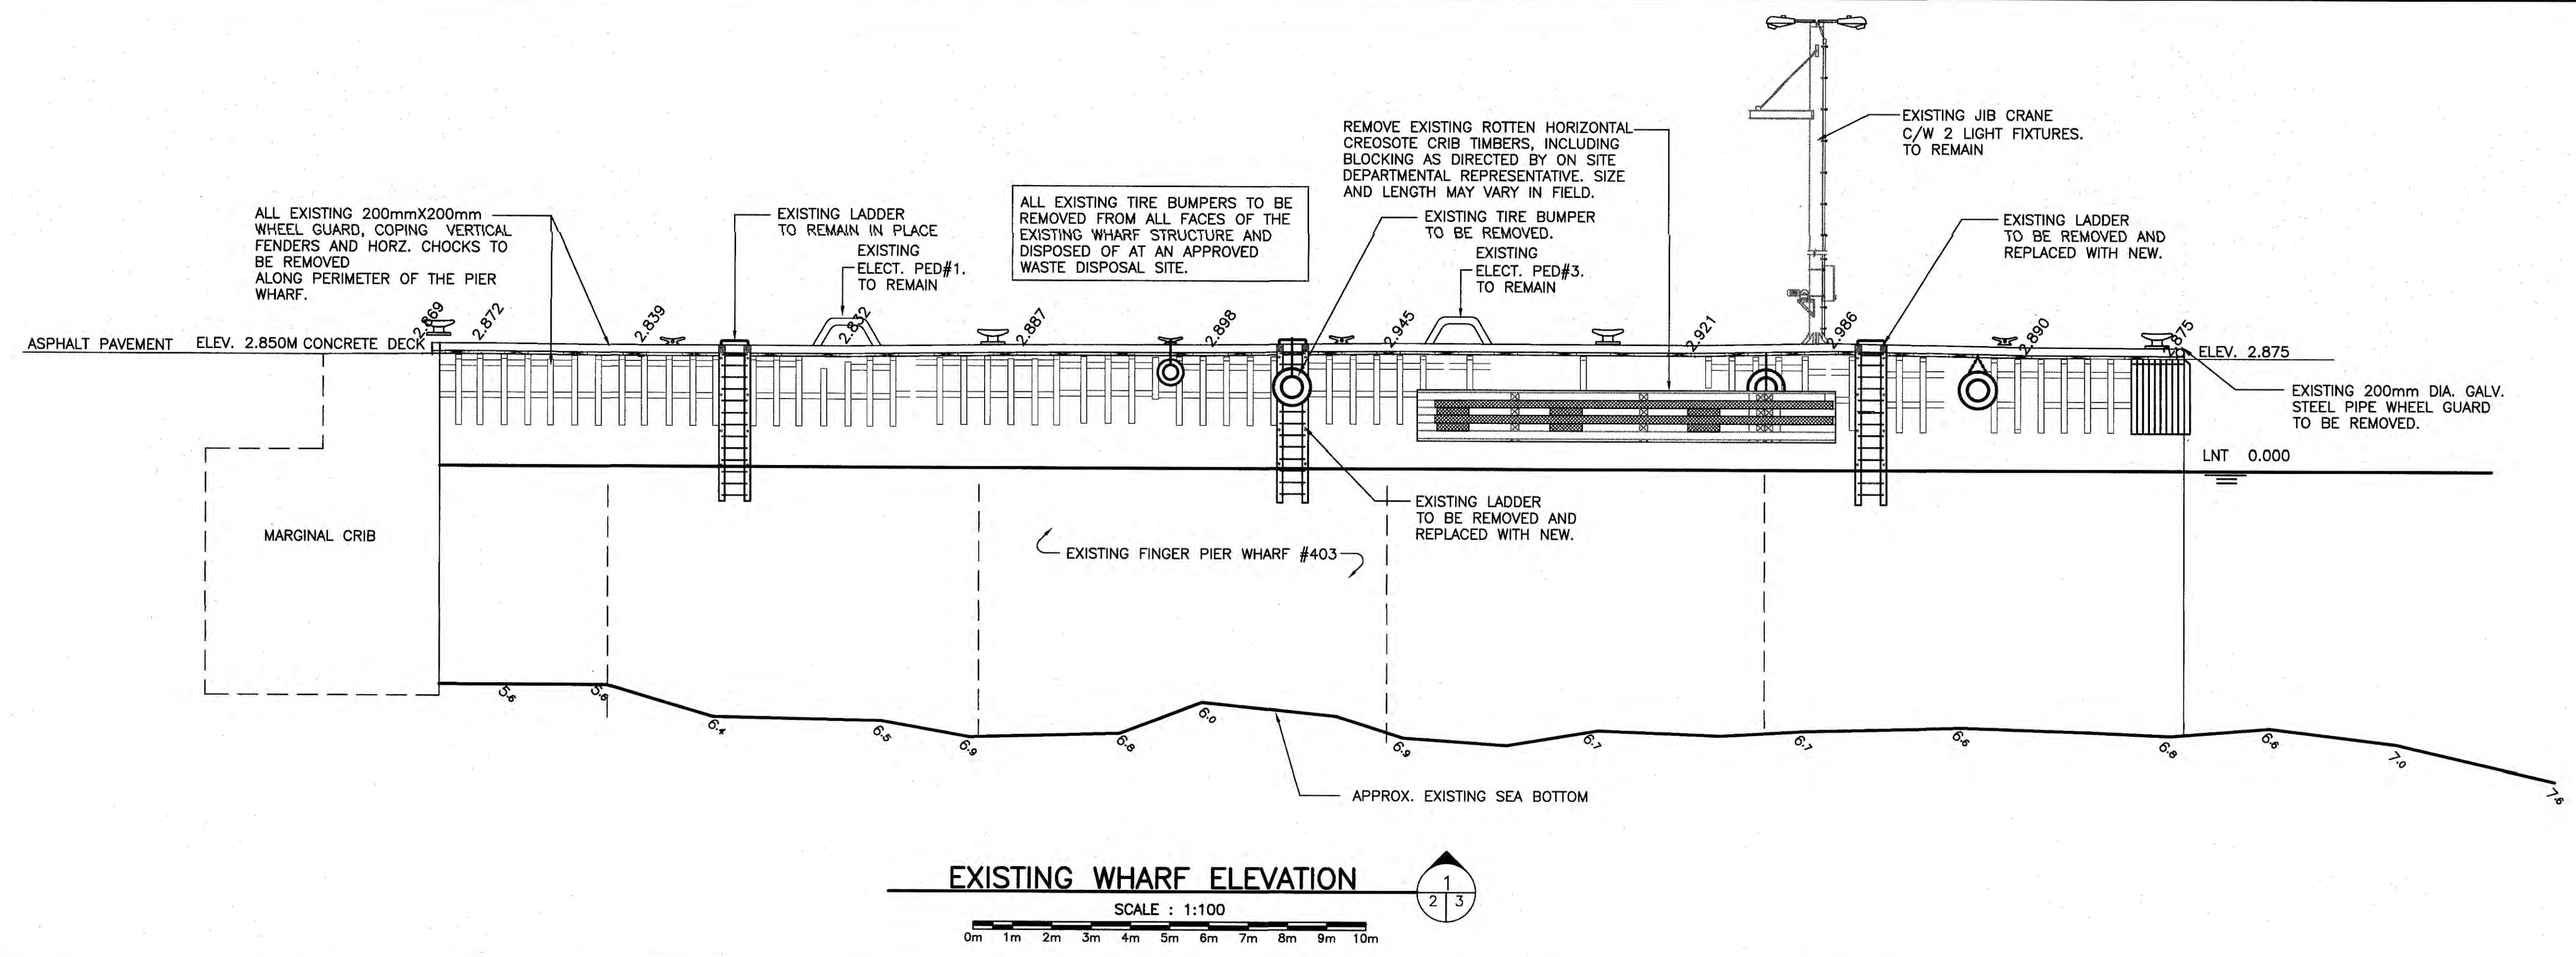 EXISTING JIB CRANE
C/W 2 LIGHT FIXTURES.
TO REMAIN
REMOVE EXISTING ROTTEN HORIZONTAL
CREOSOTE CRIB TIMBERS, INCLUDING
BLOCKING AS DIRECTED BY ON SITE
DEPARTMENTAL REPRESENTATIVE. SIZE
AND LENGTH MAY VARY IN FIELD.
ALL EXISTING 200mmX200mm
WHEEL GUARD, COPING VERTICAL
FENDERS AND HORZ. CHOCKS TO
BE REMOVED
ALONG PERIMETER OF THE PIER
WHARF.
EXISTING LADDER
TO REMAIN IN PLACE
EXISTING
ELECT. PED#1.
TO REMAIN
ALL EXISTING TIRE BUMPERS TO BE
REMOVED FROM ALL FACES OF THE
EXISTING WHARF STRUCTURE AND
DISPOSED OF AT AN APPROVED
WASTE DISPOSAL SITE.
EXISTING TIRE BUMPER
TO BE REMOVED.
EXISTING
ELECT. PED#3.
TO REMAIN
EXISTING LADDER
TO BE REMOVED AND
REPLACED WITH NEW.
2.869
2.872
2.839
2.832
2.887
2.898
2.945
2.921
2.986
2.890
2.875
ASPHALT PAVEMENT
ELEV. 2.850M CONCRETE DECK
ELEV. 2.875
EXISTING 200mm DIA. GALV.
STEEL PIPE WHEEL GUARD
TO BE REMOVED.
LNT 0.000
EXISTING LADDER
TO BE REMOVED AND
REPLACED WITH NEW.
MARGINAL CRIB
EXISTING FINGER PIER WHARF #403
5.6
5.6
6.4
6.5
6.9
6.8
6.0
6.9
6.7
6.7
6.6
6.8
6.6
7.0
7.6
APPROX. EXISTING SEA BOTTOM
EXISTING WHARF ELEVATION
1
2 3
SCALE : 1:100
0m 1m 2m 3m 4m 5m 6m 7m 8m 9m 10m